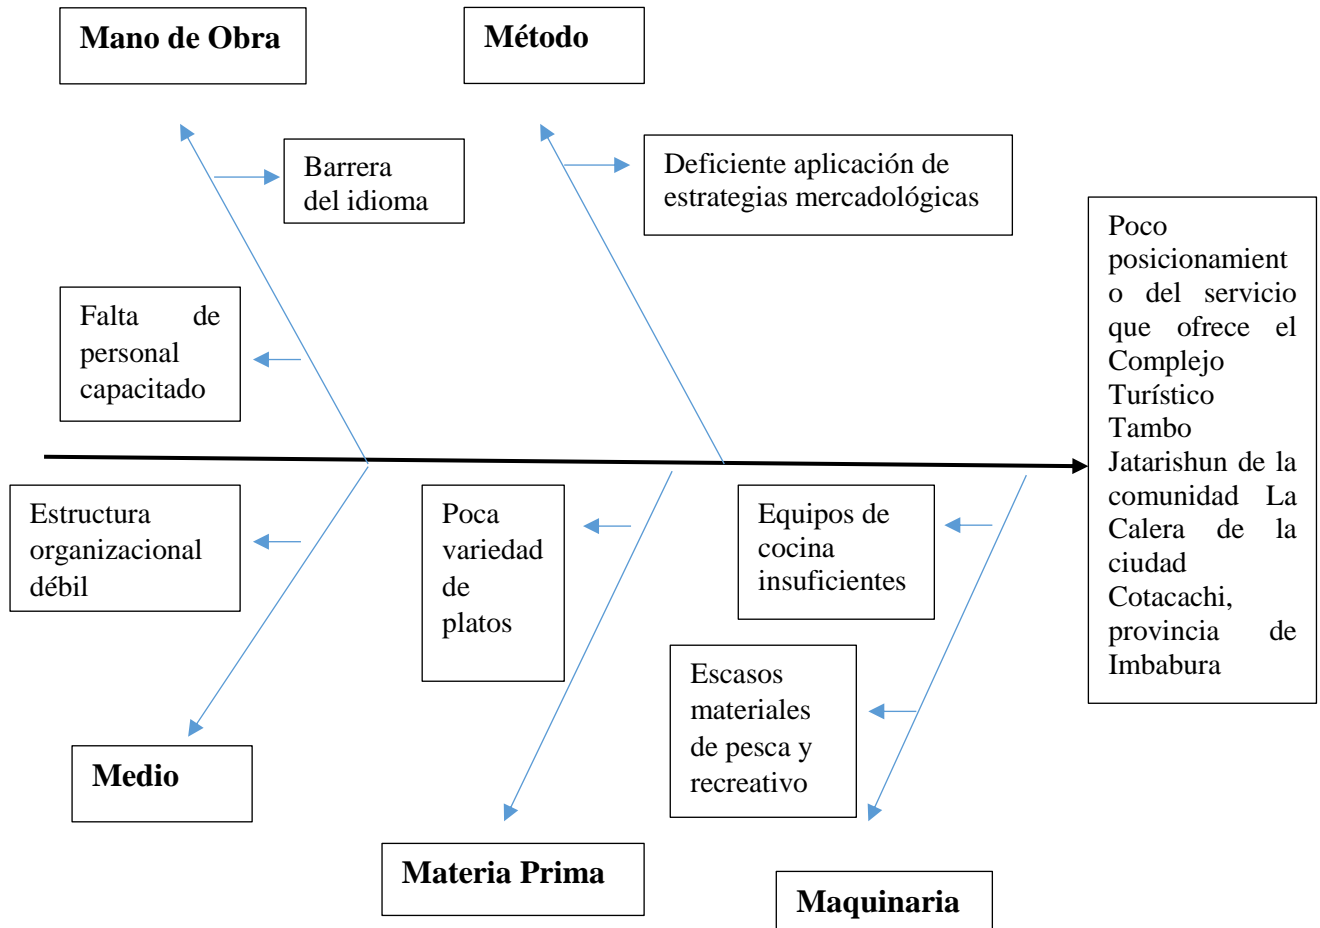 Mano de Obra
Método
Barrera
del idioma
Deficiente aplicación de
estrategias mercadológicas
Falta de
personal
capacitado
Poco
posicionamient
o del servicio
que ofrece el
Complejo
Turístico
Tambo
Jatarishun de la
comunidad La
Calera de la
ciudad
Cotacachi,
provincia de
Imbabura
Estructura
organizacional
débil
Poca
variedad
de
platos
Equipos de
cocina
insuficientes
Escasos
materiales
de pesca y
recreativo
Medio
Materia Prima
Maquinaria